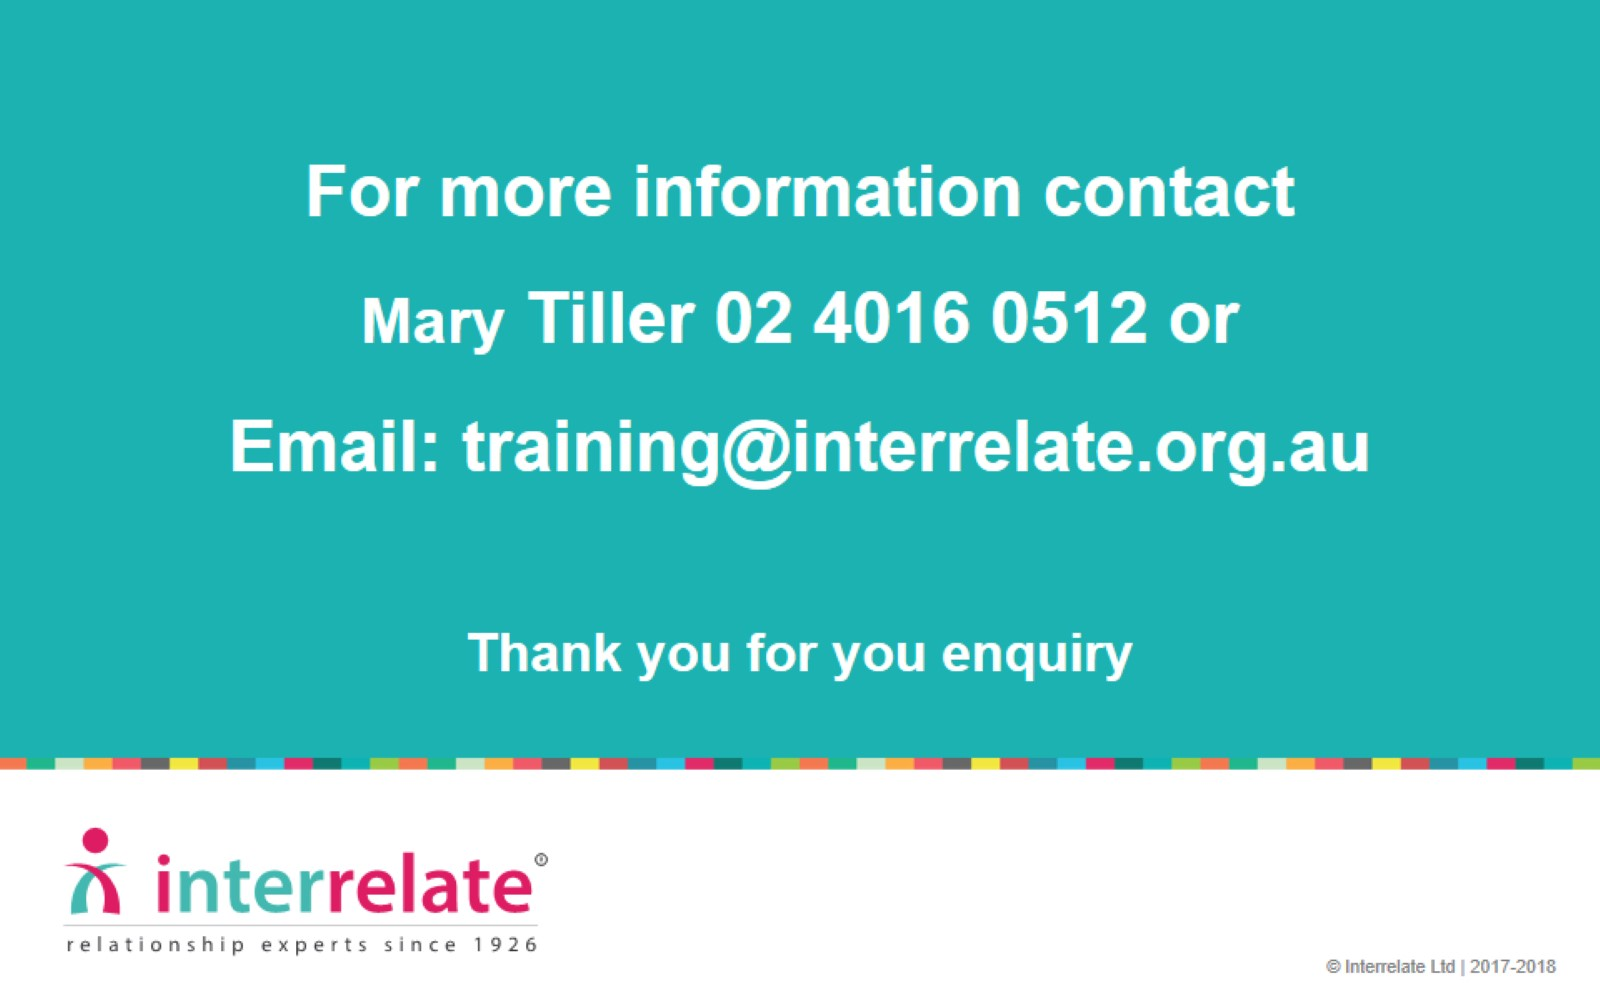 For more information contact
Mary Tiller 02 4016 0512 or
Email: training@interrelate.org.au
Thank you for you enquiry
interrelate®
relationship experts since 1926
© Interrelate Ltd | 2017-2018